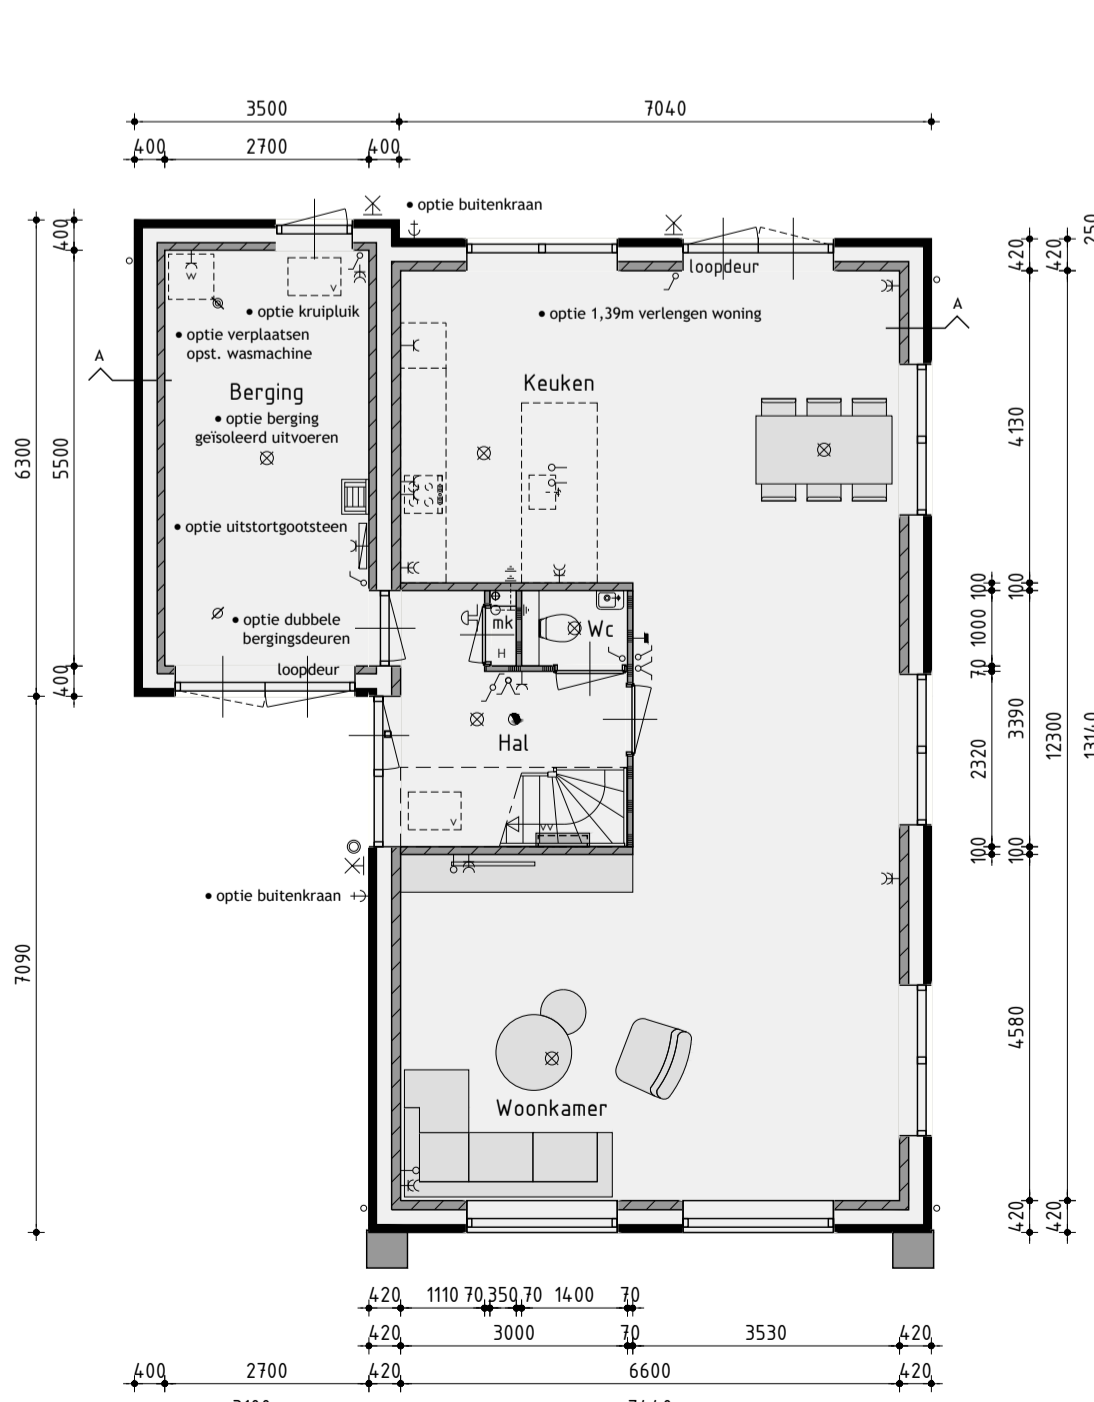 3500
7040
400
2700
400
• optie buitenkraan
400
420
420
loopdeur
w
v
• optie kruipluik
• optie 1,39m verlengen woning
A
• optie verplaatsen
opst. wasmachine
A
Berging
Keuken
• optie berging
geïsoleerd uitvoeren
6300
5500
4130
• optie uitstortgootsteen
100
100
• optie dubbele
bergingsdeuren
mk
H
Wc
1000
loopdeur
400
70
3390
12300
2320
Hal
v
vv
100
100
• optie buitenkraan
7090
4580
Woonkamer
420
420
420
1110
70
350
70
1400
70
420
3000
70
3530
420
400
2700
420
6600
420